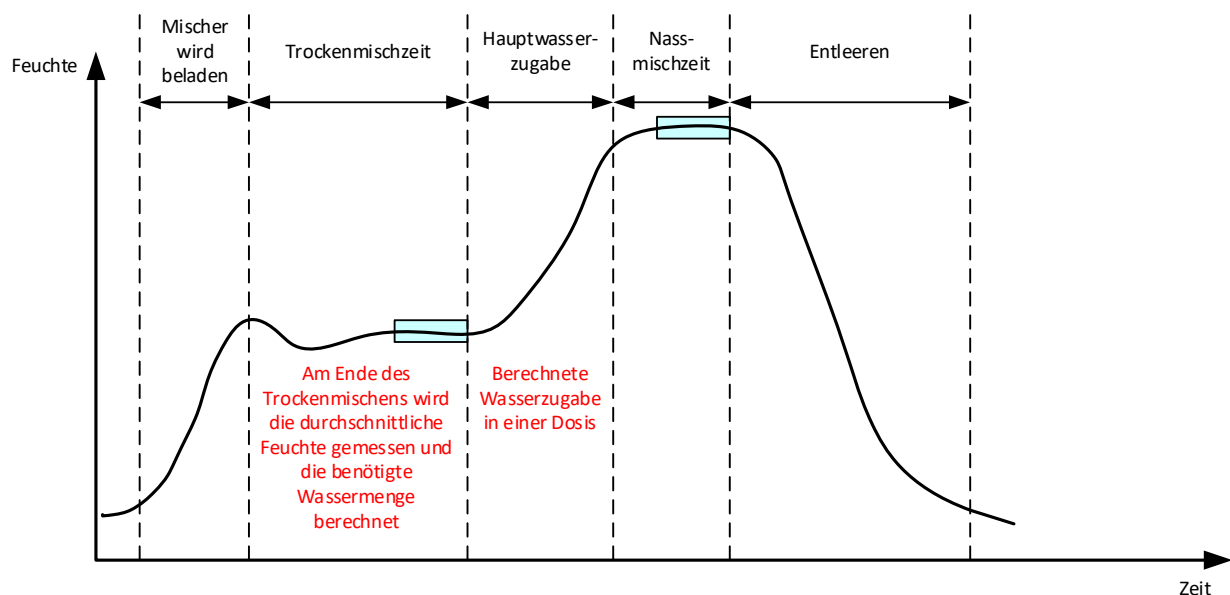 Mischer
wird
beladen
Trockenmischzeit
Hauptwasser-
zugabe
Nass-
mischzeit
Entleeren
Feuchte
Am Ende des
Trockenmischens wird
die durchschnittliche
Feuchte gemessen und
die benötigte
Wassermenge
berechnet
Berechnete
Wasserzugabe
in einer Dosis
Zeit